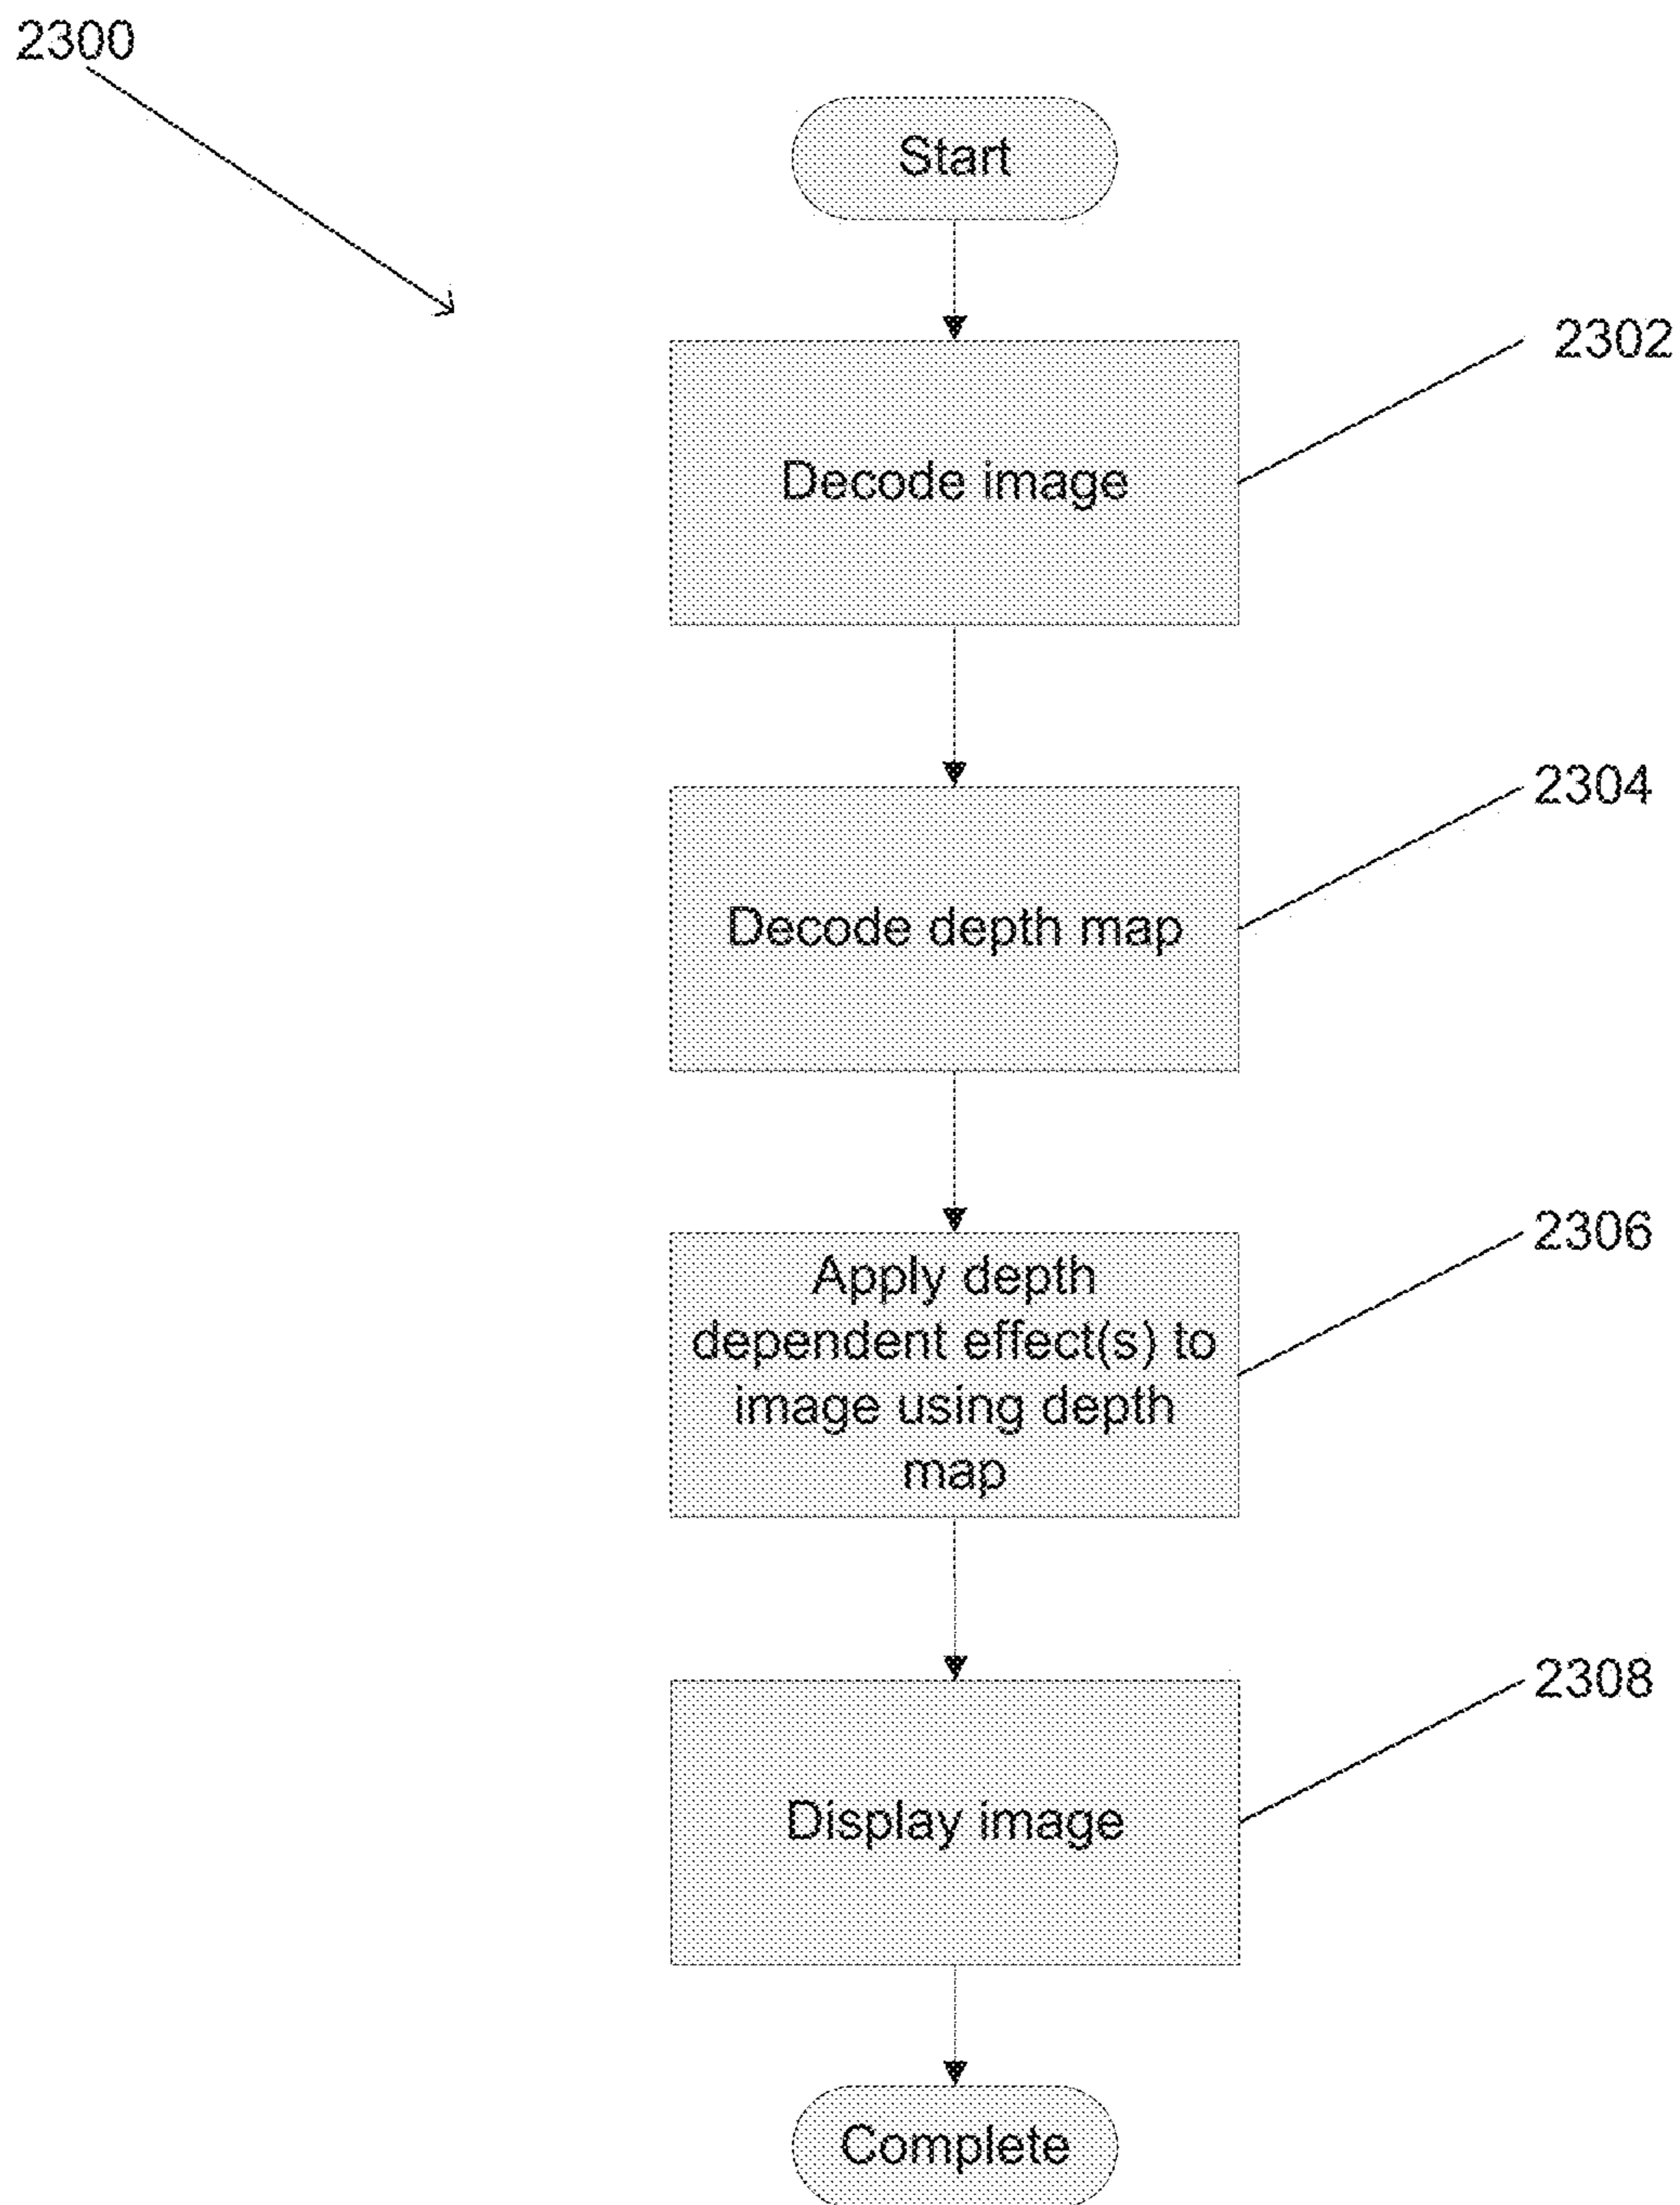 2300
Start
2302
Decode image
2304
Decode depth map
2306
Apply depth
dependent effect(s) to
image using depth
map
2308
Display image
Complete